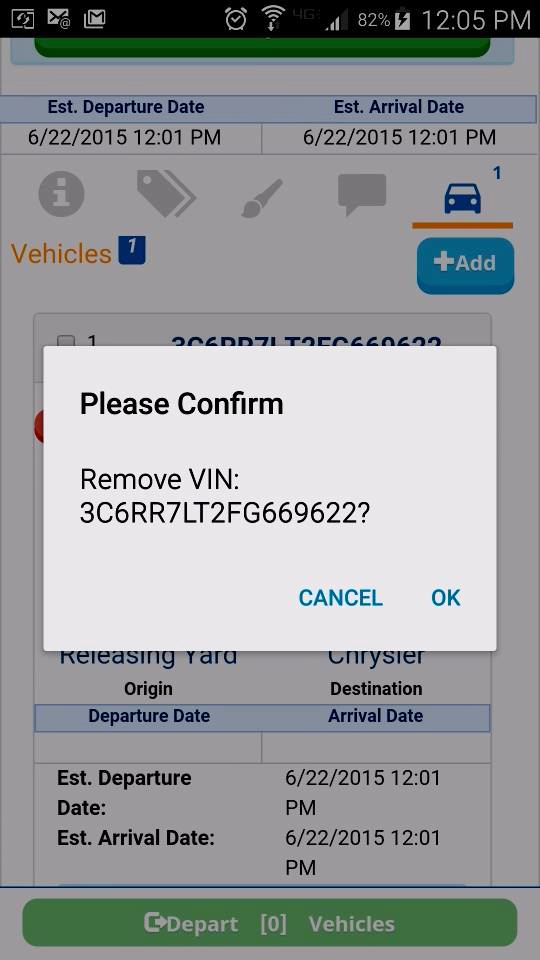 4G 82% 12:05 PM
Est. Departure Date Est. Arrival Date
6/22/2015 12:01 PM 6/22/2015 12:01 PM
1
Vehicles 1
+Add
1 3C6RR7LT2FG669622
Please Confirm
Remove VIN:
3C6RR7LT2FG669622?
CANCEL OK
Releasing Yard Chrysler
Origin Destination
Departure Date Arrival Date
Est. Departure 6/22/2015 12:01
Date: PM
Est. Arrival Date: 6/22/2015 12:01
PM
Depart [0] Vehicles